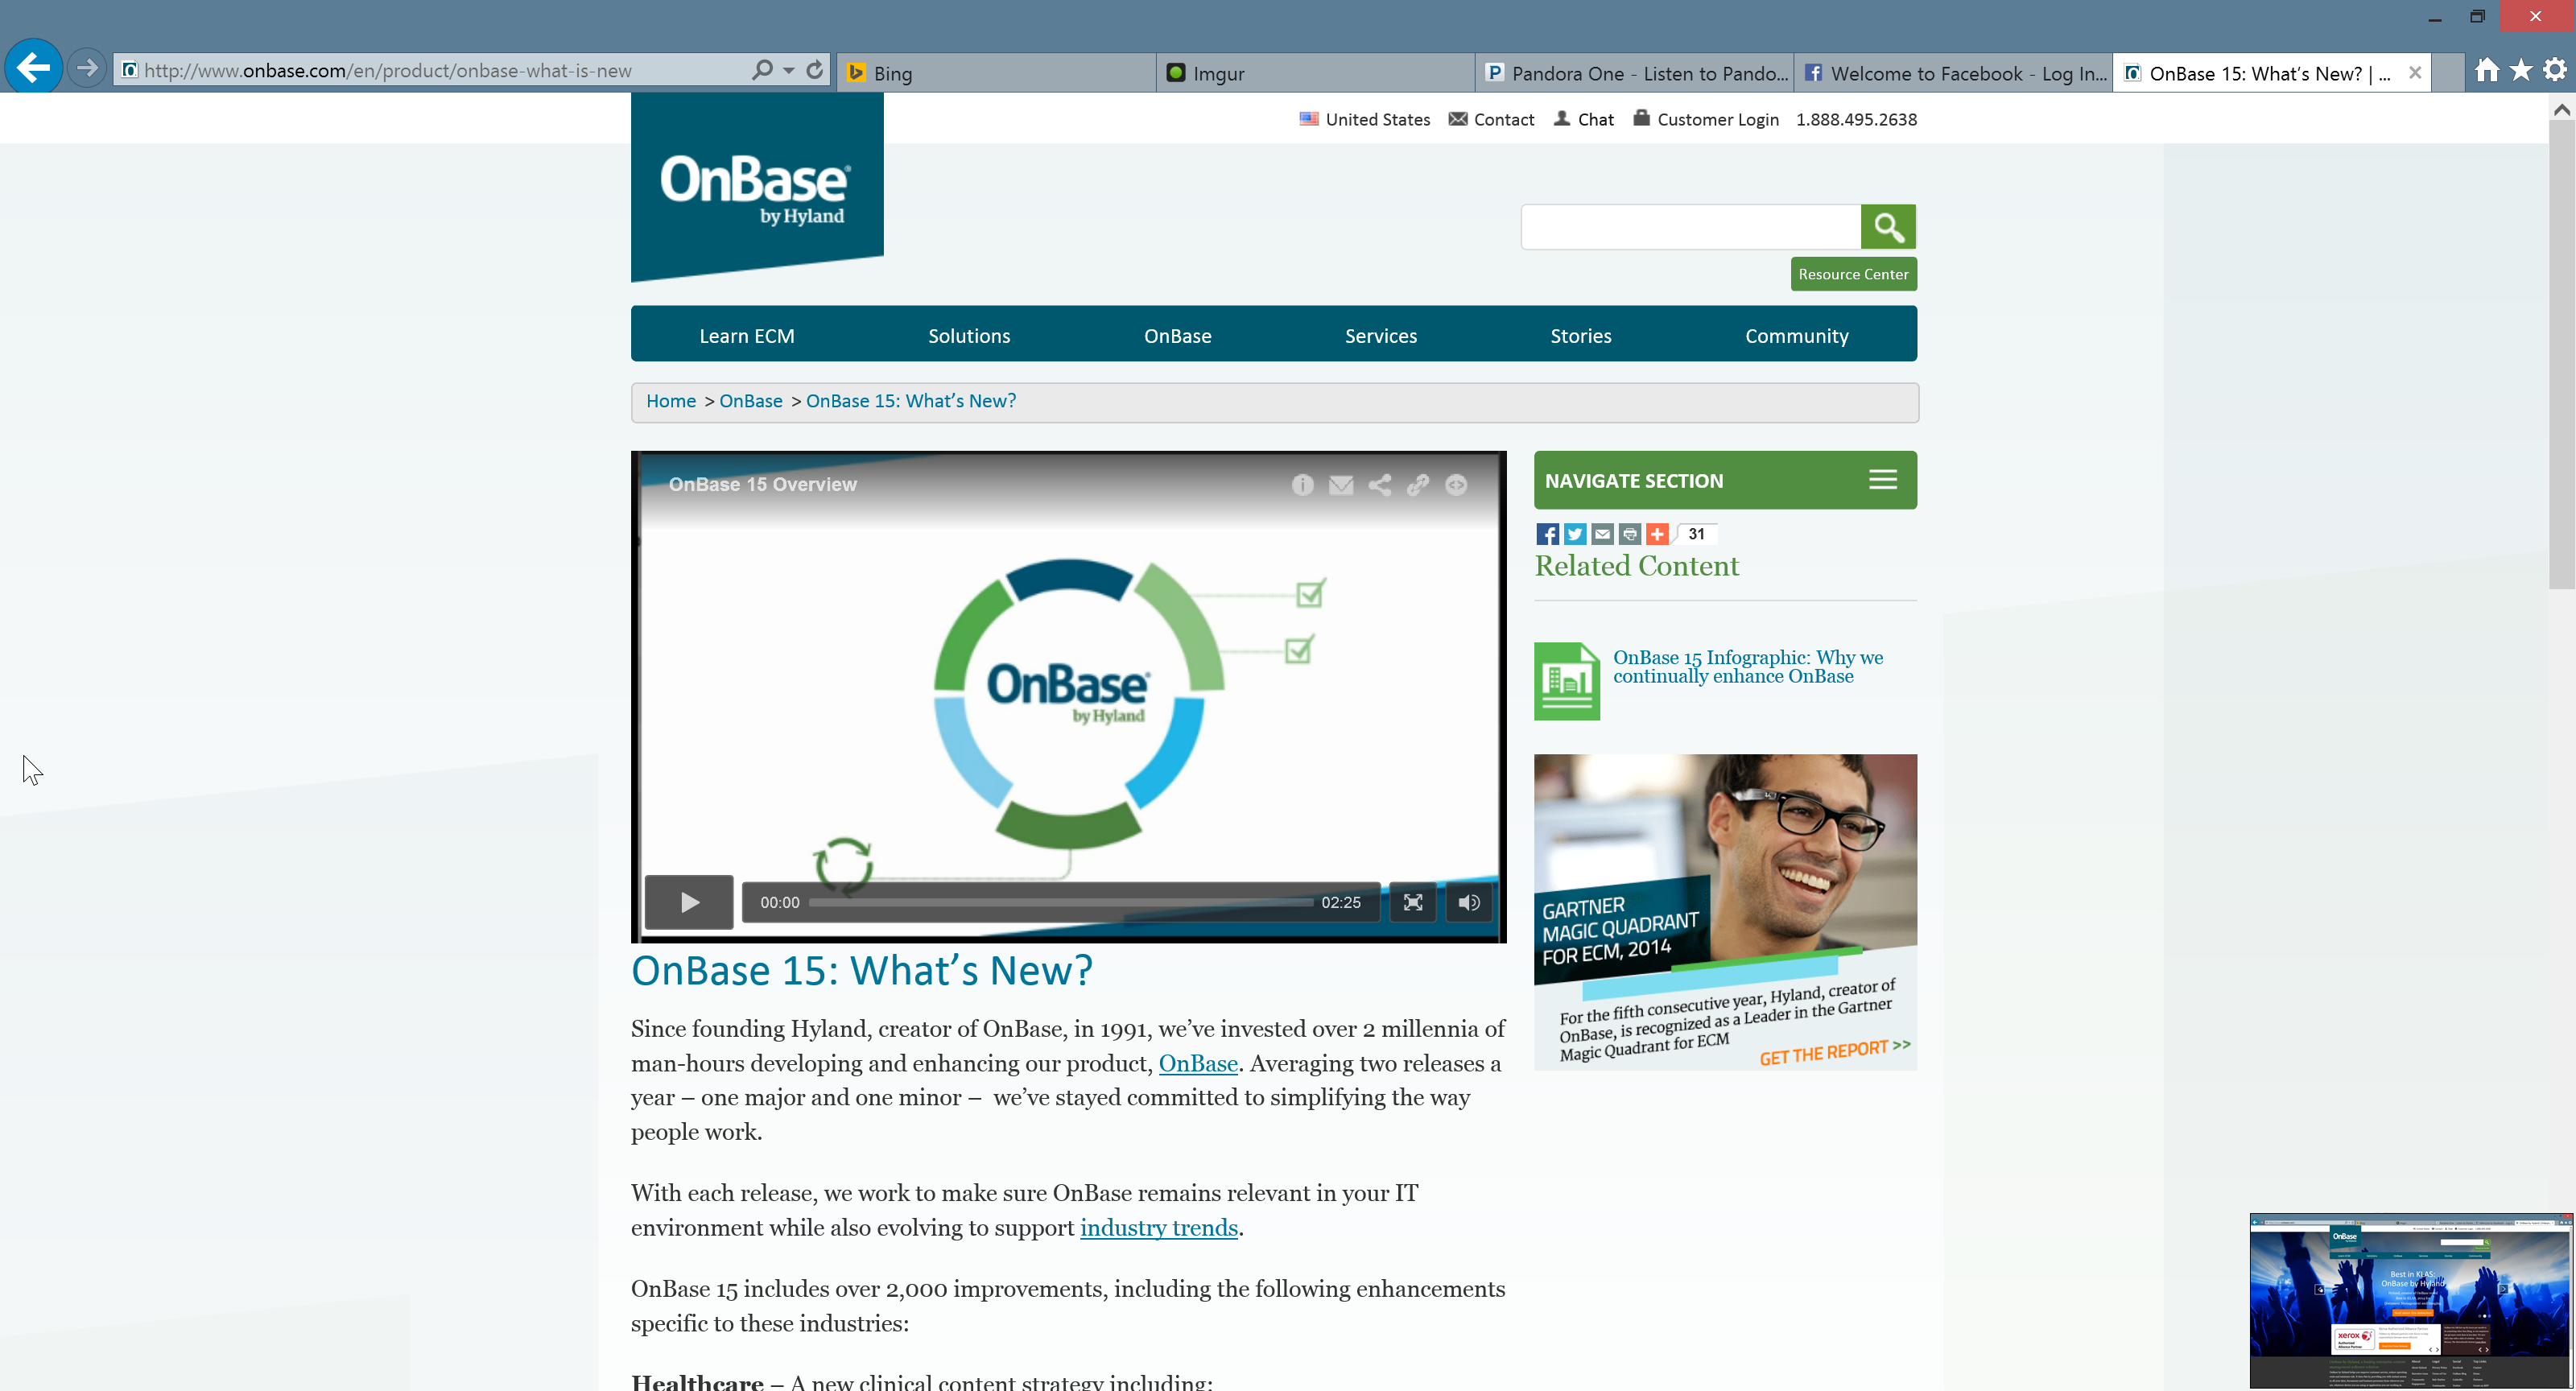 http://www.onbase.com/en/product/onbase-what-is-new
Bing
Imgur
Pandora One - Listen to Pando...
Welcome to Facebook - Log In...
OnBase 15: What's New? | ...
United States Contact Chat Customer Login 1.888.495.2638
OnBase®
by Hyland
Resource Center
Learn ECM Solutions OnBase Services Stories Community
Home > OnBase > OnBase 15: What's New?
OnBase 15 Overview
OnBase®
by Hyland
00:00 02:25
NAVIGATE SECTION
31
Related Content
OnBase 15 Infographic: Why we
continually enhance OnBase
GARTNER
MAGIC QUADRANT
FOR ECM, 2014
For the fifth consecutive year, Hyland, creator of
OnBase, is recognized as a Leader in the Gartner
Magic Quadrant for ECM
GET THE REPORT >>
OnBase 15: What's New?
Since founding Hyland, creator of OnBase, in 1991, we've invested over 2 millennia of
man-hours developing and enhancing our product, OnBase. Averaging two releases a
year – one major and one minor – we've stayed committed to simplifying the way
people work.
With each release, we work to make sure OnBase remains relevant in your IT
environment while also evolving to support industry trends.
OnBase 15 includes over 2,000 improvements, including the following enhancements
specific to these industries:
Healthcare – A new clinical content strategy including:
OnBase
Best in KLAS:
OnBase by Hyland
xerox